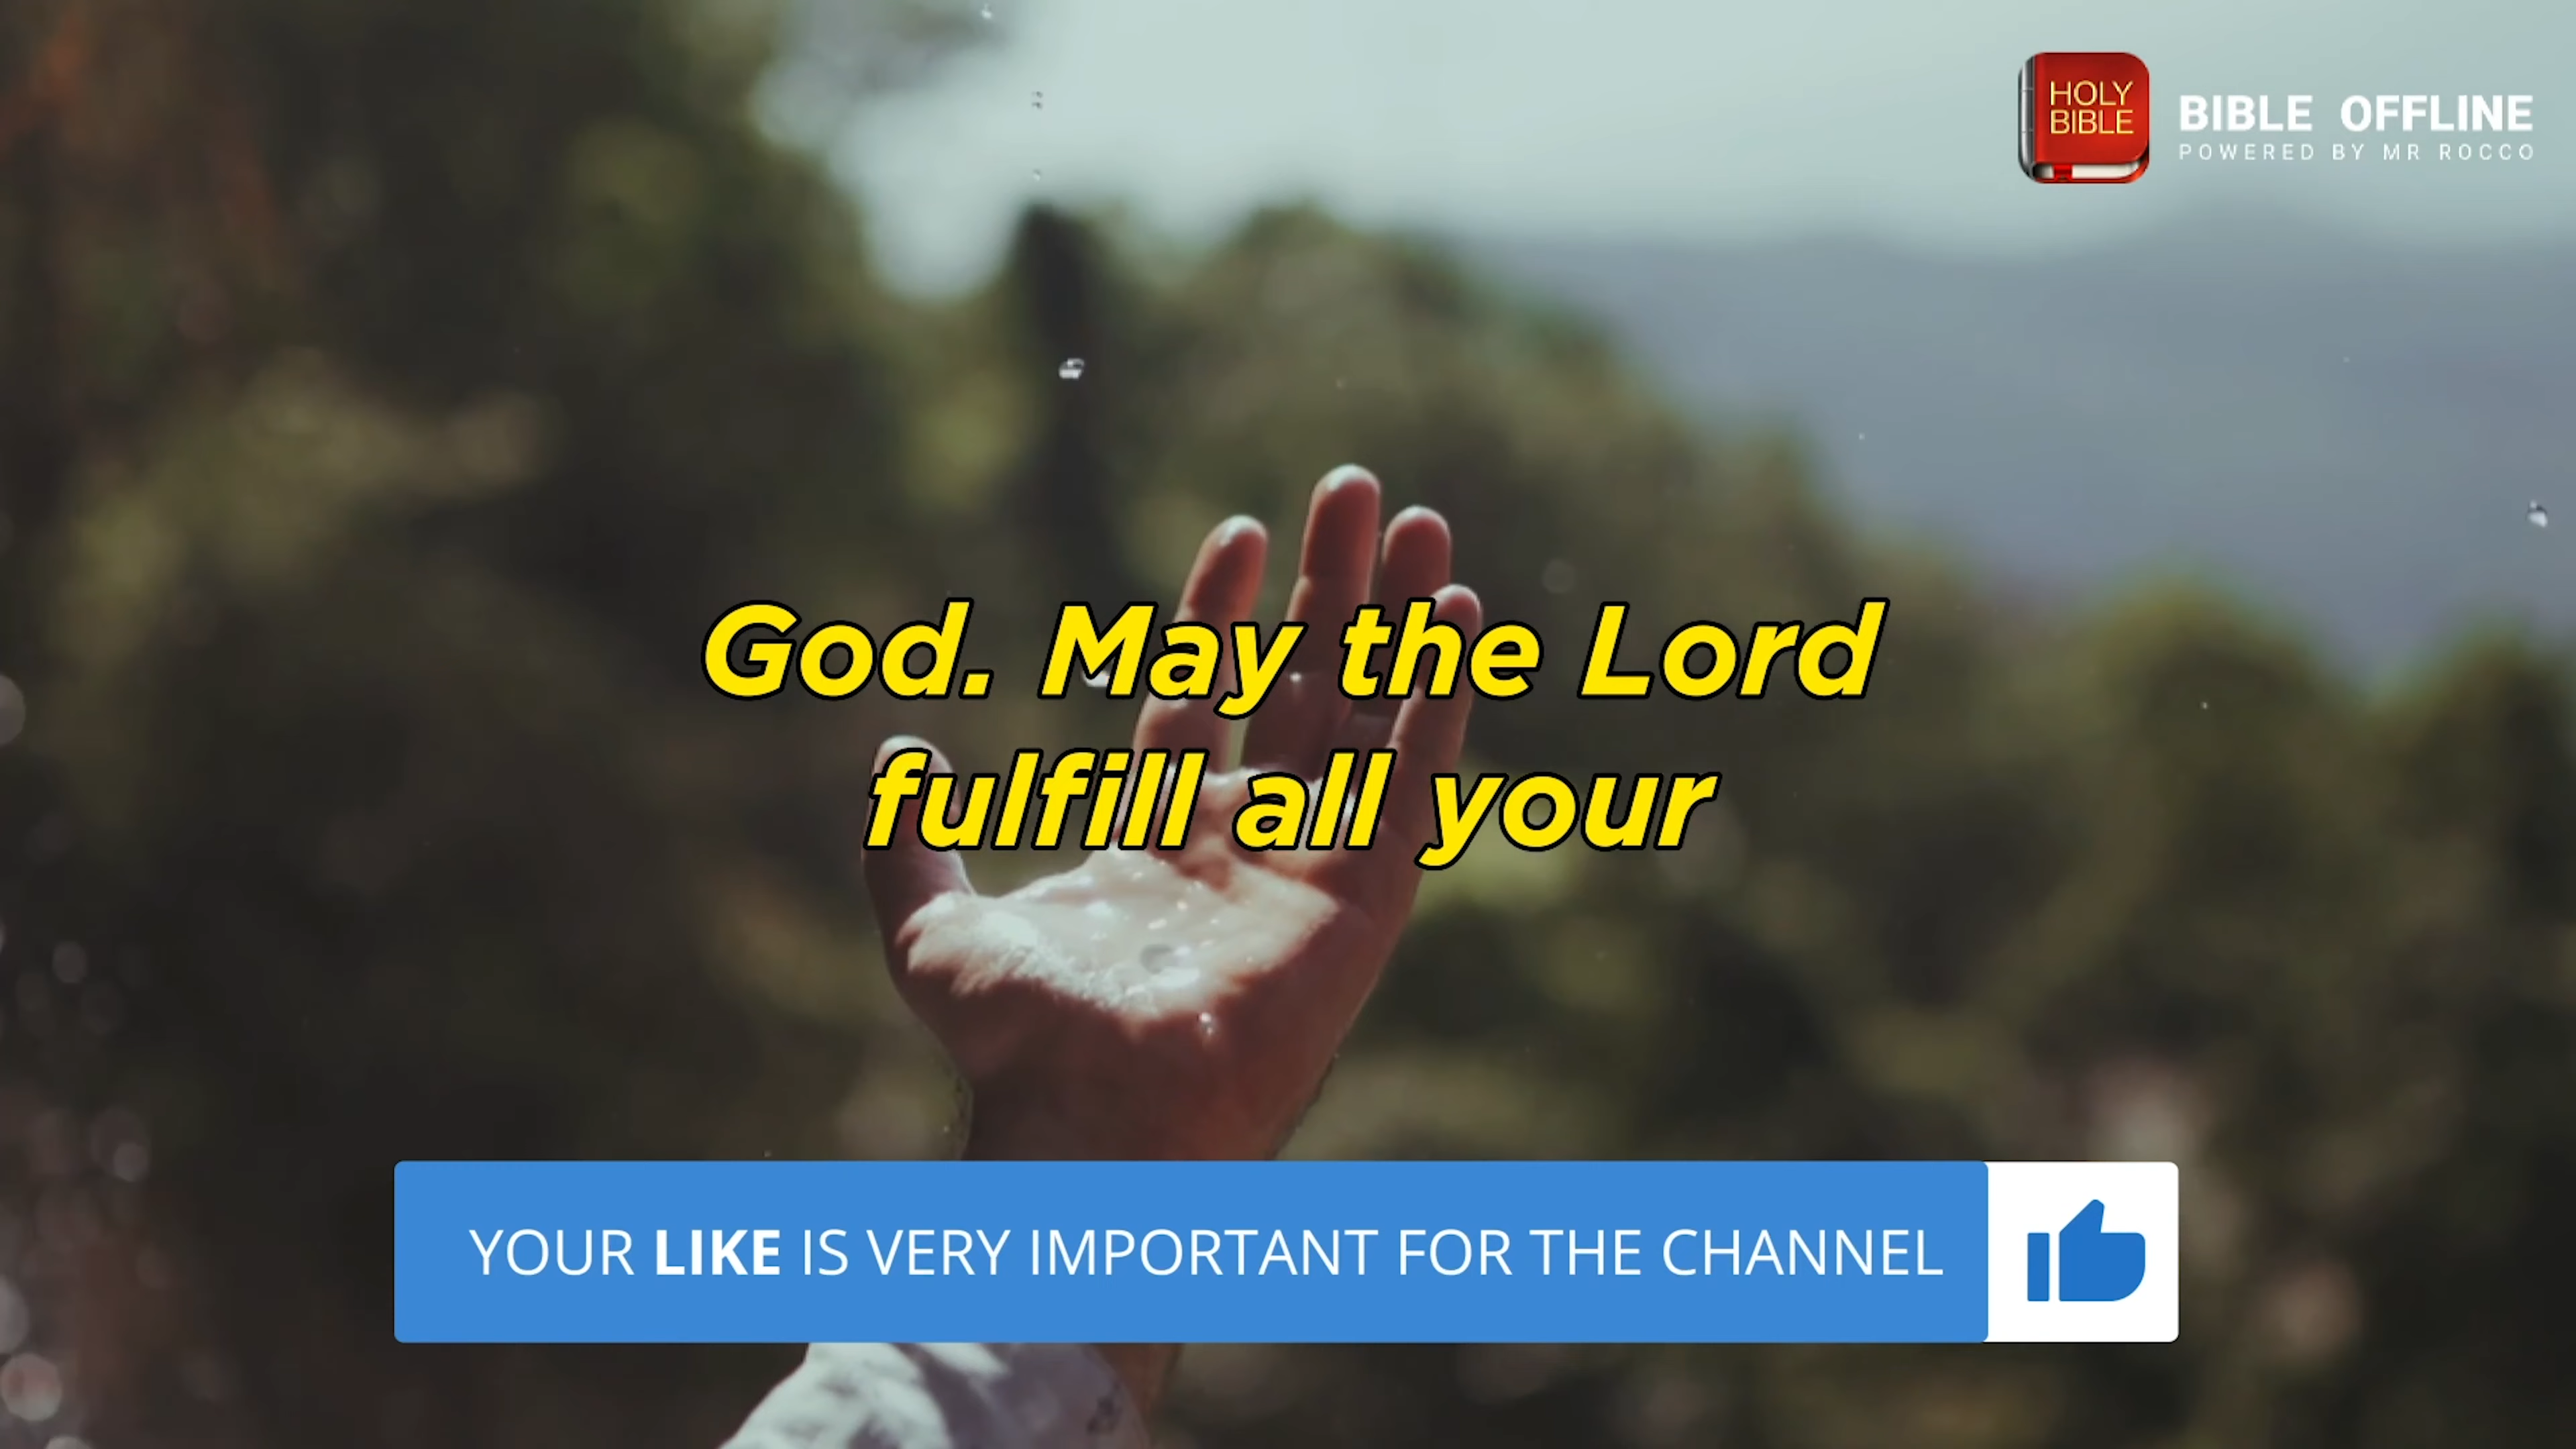 HOLY
BIBLE
BIBLE OFFLINE
POWERED BY MR ROCCO
God. May the Lord
fulfill all your
YOUR LIKE IS VERY IMPORTANT FOR THE CHANNEL